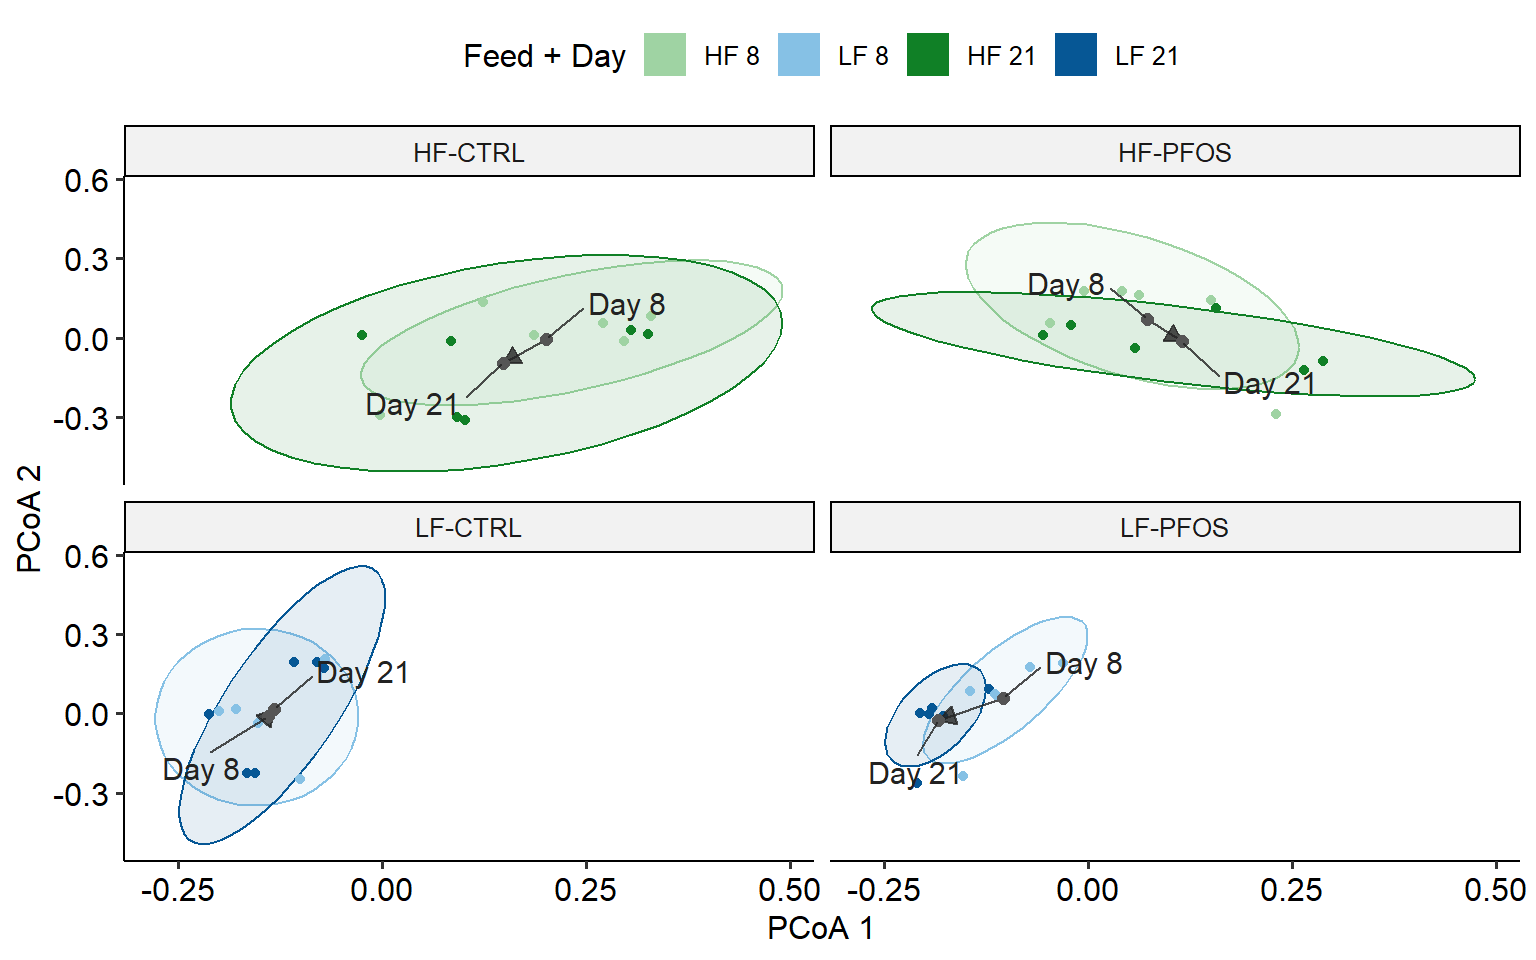 Feed + Day HF 8 LF 8 HF 21 LF 21
HF-CTRL
HF-PFOS
0.6
0.3
0.0
-0.3
Day 8
Day 21
Day 8
Day 21
PCoA 2
LF-CTRL
LF-PFOS
0.6
0.3
0.0
-0.3
Day 21
Day 8
Day 8
Day 21
-0.25 0.00 0.25 0.50
-0.25 0.00 0.25 0.50
PCoA 1